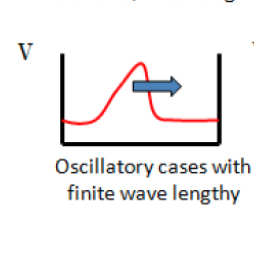 V
Oscillatory cases with
finite wave lengthy